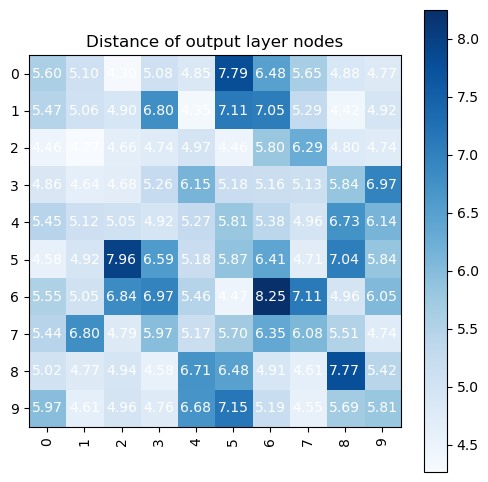 Distance of output layer nodes
0 5.60 5.10 5.08 4.85 7.79 6.48 5.65 4.88 4.77
1 5.47 5.06 4.90 6.80 7.11 7.05 5.29 4.42 4.92
2 4.46 4.66 4.74 4.97 4.46 5.80 6.29 4.80 4.74
3 4.86 4.64 4.68 5.26 6.15 5.18 5.16 5.13 5.84 6.97
4 5.45 5.12 5.05 4.92 5.27 5.81 5.38 4.96 6.73 6.14
5 4.58 4.92 7.96 6.59 5.18 5.87 6.41 4.71 7.04 5.84
6 5.55 5.05 6.84 6.97 5.46 4.47 8.25 7.11 4.96 6.05
7 5.44 6.80 4.79 5.97 5.17 5.70 6.35 6.08 5.51 4.74
8 5.02 4.77 4.94 4.58 6.71 6.48 4.91 4.61 7.77 5.42
9 5.97 4.61 4.96 4.76 6.68 7.15 5.19 4.55 5.69 5.81
0 1 2 3 4 5 6 7 8 9
8.0
7.5
7.0
6.5
6.0
5.5
5.0
4.5